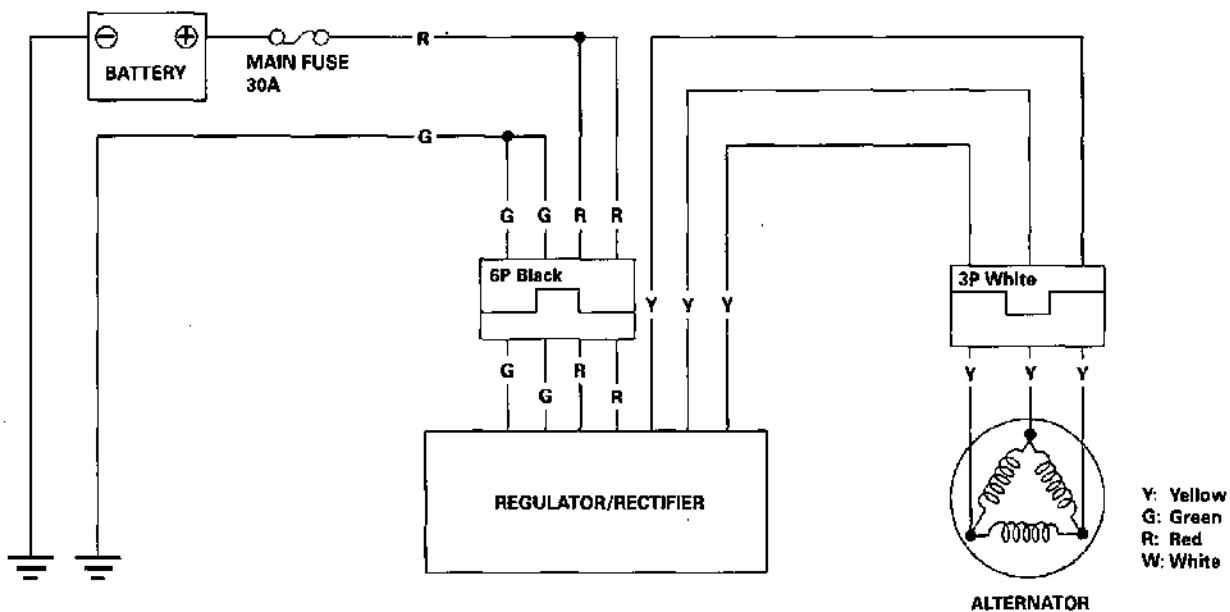 ⊖ ⊕
BATTERY
MAIN FUSE
30A
R
G
G G R R
6P Black
3P White
Y Y Y
G R
G R
Y Y Y
REGULATOR/RECTIFIER
Y: Yellow
G: Green
R: Red
W: White
ALTERNATOR